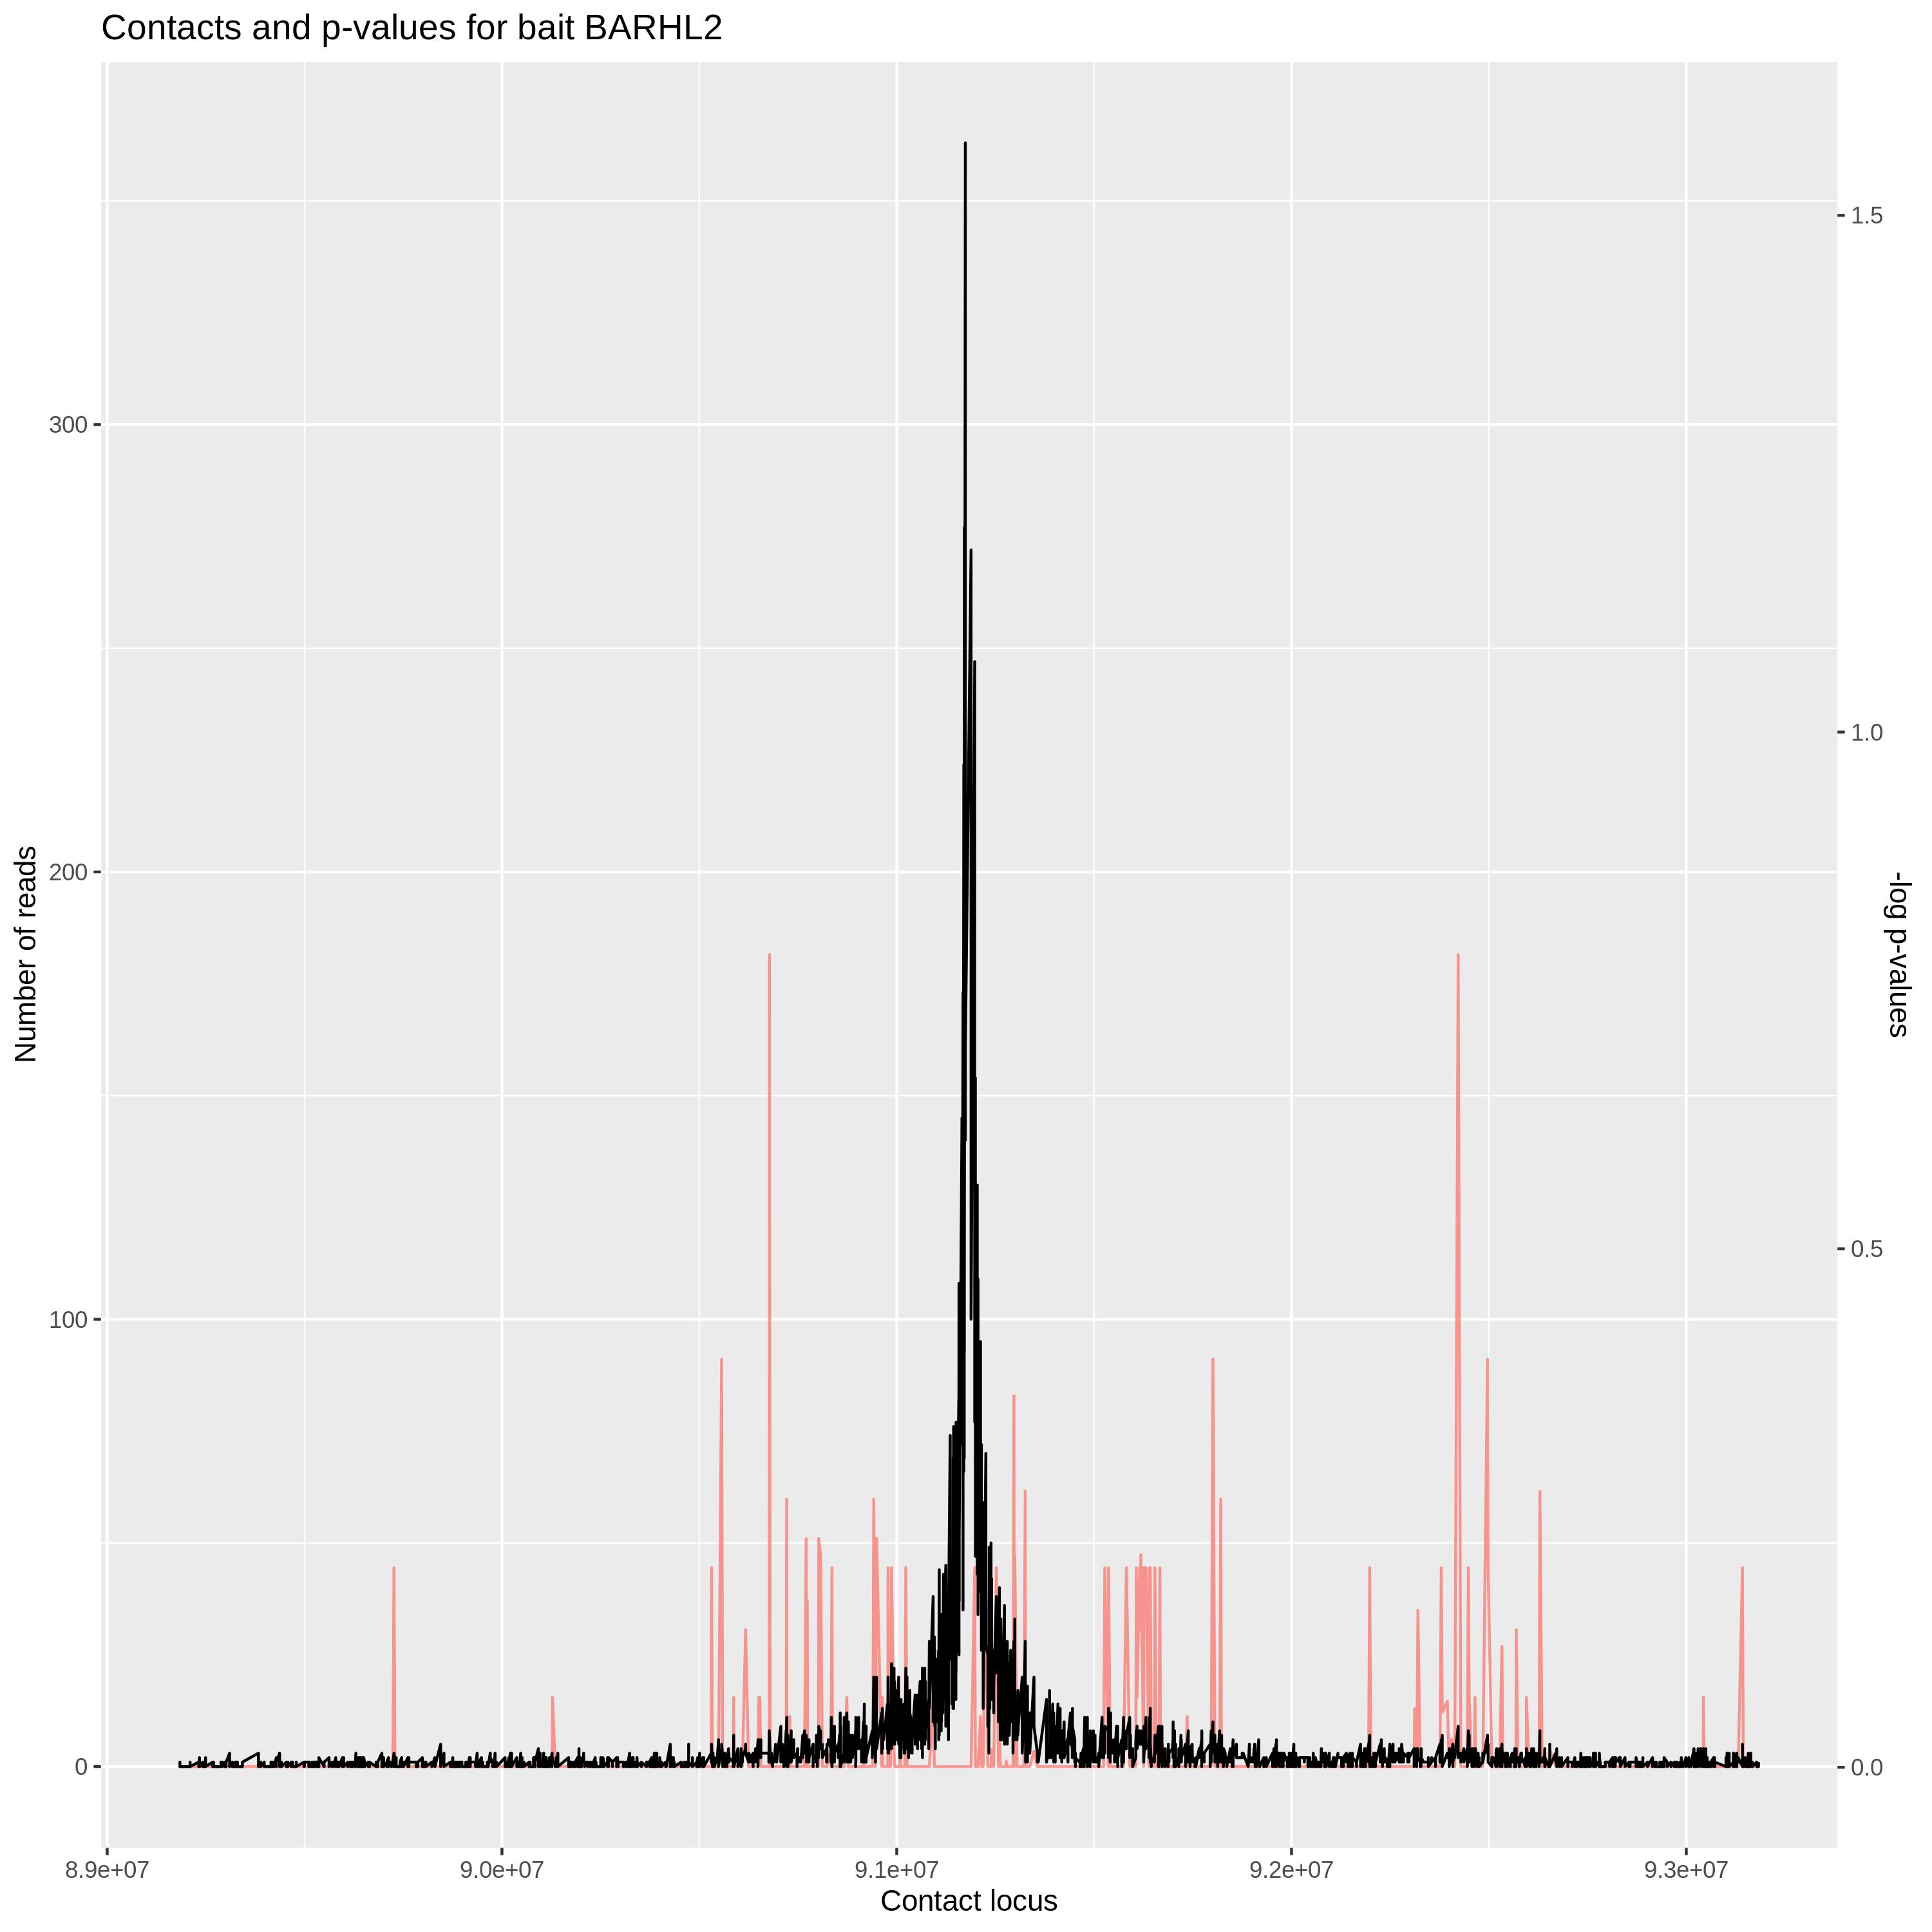 Contacts and p-values for bait BARHL2
Number of reads
300
200
100
0
1.5
1.0
0.5
0.0
-log p-values
8.9e+07
9.0e+07
9.1e+07
9.2e+07
9.3e+07
Contact locus